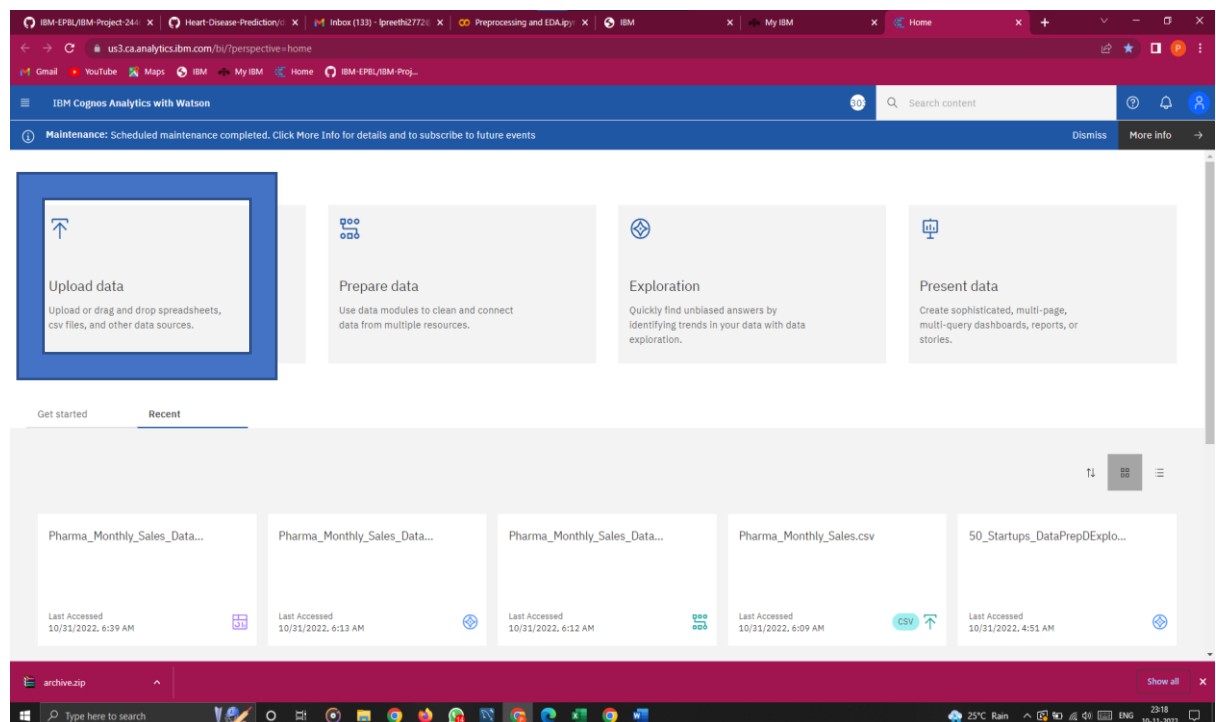 IBM-EPBL/IBM-Project-244
Heart-Disease-Prediction/
Inbox (133) - lpreethi2772
Preprocessing and EDA.ipy
IBM
My IBM
Home
us3.ca.analytics.ibm.com/bi/?perspective=home
Gmail
YouTube
Maps
IBM
My IBM
Home
IBM-EPBL/IBM-Proj...
IBM Cognos Analytics with Watson
Search content
Maintenance: Scheduled maintenance completed. Click More Info for details and to subscribe to future events
Dismiss
More info
Upload data
Upload or drag and drop spreadsheets,
csv files, and other data sources.
Prepare data
Use data modules to clean and connect
data from multiple resources.
Exploration
Quickly find unbiased answers by
identifying trends in your data with data
exploration.
Present data
Create sophisticated, multi-page,
multi-query dashboards, reports, or
stories.
Get started
Recent
Pharma_Monthly_Sales_Data...
Last Accessed
10/31/2022, 6:39 AM
Pharma_Monthly_Sales_Data...
Last Accessed
10/31/2022, 6:13 AM
Pharma_Monthly_Sales_Data...
Last Accessed
10/31/2022, 6:12 AM
Pharma_Monthly_Sales.csv
Last Accessed
10/31/2022, 6:09 AM
CSV
50_Startups_DataPrepDExplo...
Last Accessed
10/31/2022, 4:51 AM
archive.zip
Show all
Type here to search
25°C Rain
ENG
23:18
10-11-2022